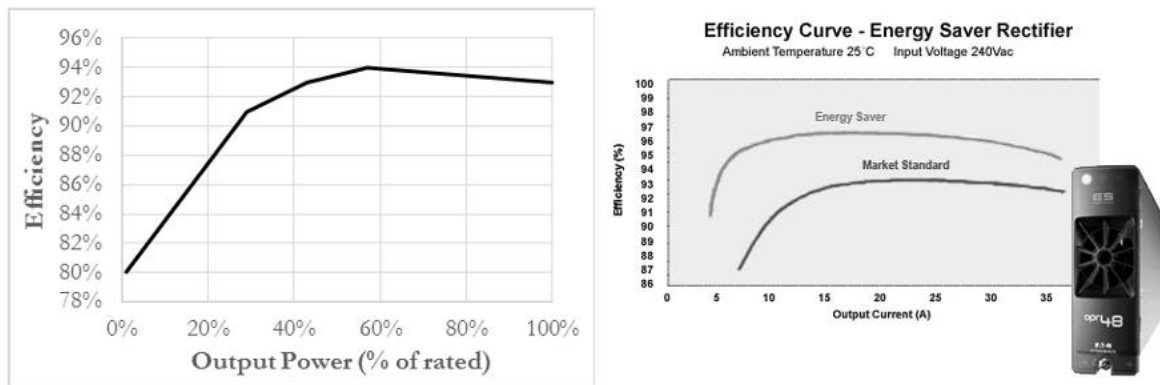 96%
94%
92%
90%
88%
86%
84%
82%
80%
78%
Efficiency
0% 20% 40% 60% 80% 100%
Output Power (% of rated)
Efficiency Curve - Energy Saver Rectifier
Ambient Temperature 25°C Input Voltage 240Vac
100
99
98
97
96
95
94
93
92
91
90
89
88
87
86
Efficiency (%)
Energy Saver
Market Standard
0 5 10 15 20 25 30 35
Output Current (A)
ES
apr48